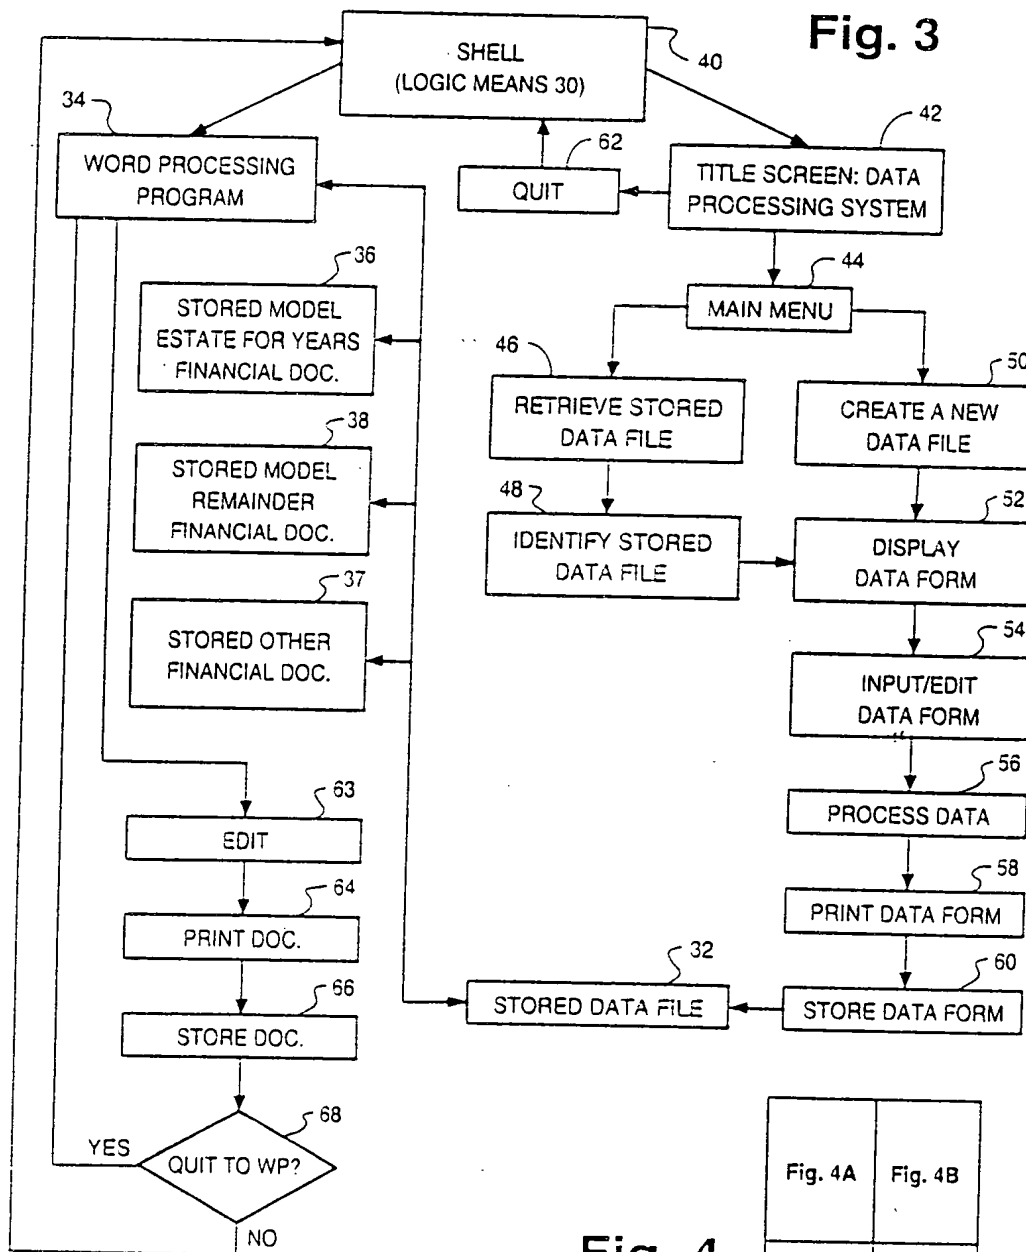 Fig. 3
SHELL
(LOGIC MEANS 30)
40
34
WORD PROCESSING
PROGRAM
62
QUIT
42
TITLE SCREEN: DATA
PROCESSING SYSTEM
44
MAIN MENU
36
STORED MODEL
ESTATE FOR YEARS
FINANCIAL DOC.
46
RETRIEVE STORED
DATA FILE
50
CREATE A NEW
DATA FILE
38
STORED MODEL
REMAINDER
FINANCIAL DOC.
48
IDENTIFY STORED
DATA FILE
52
DISPLAY
DATA FORM
37
STORED OTHER
FINANCIAL DOC.
54
INPUT/EDIT
DATA FORM
56
PROCESS DATA
63
EDIT
58
PRINT DATA FORM
64
PRINT DOC.
32
STORED DATA FILE
60
STORE DATA FORM
66
STORE DOC.
68
QUIT TO WP?
YES
NO
Fig. 4A
Fig. 4B
Fig. 4